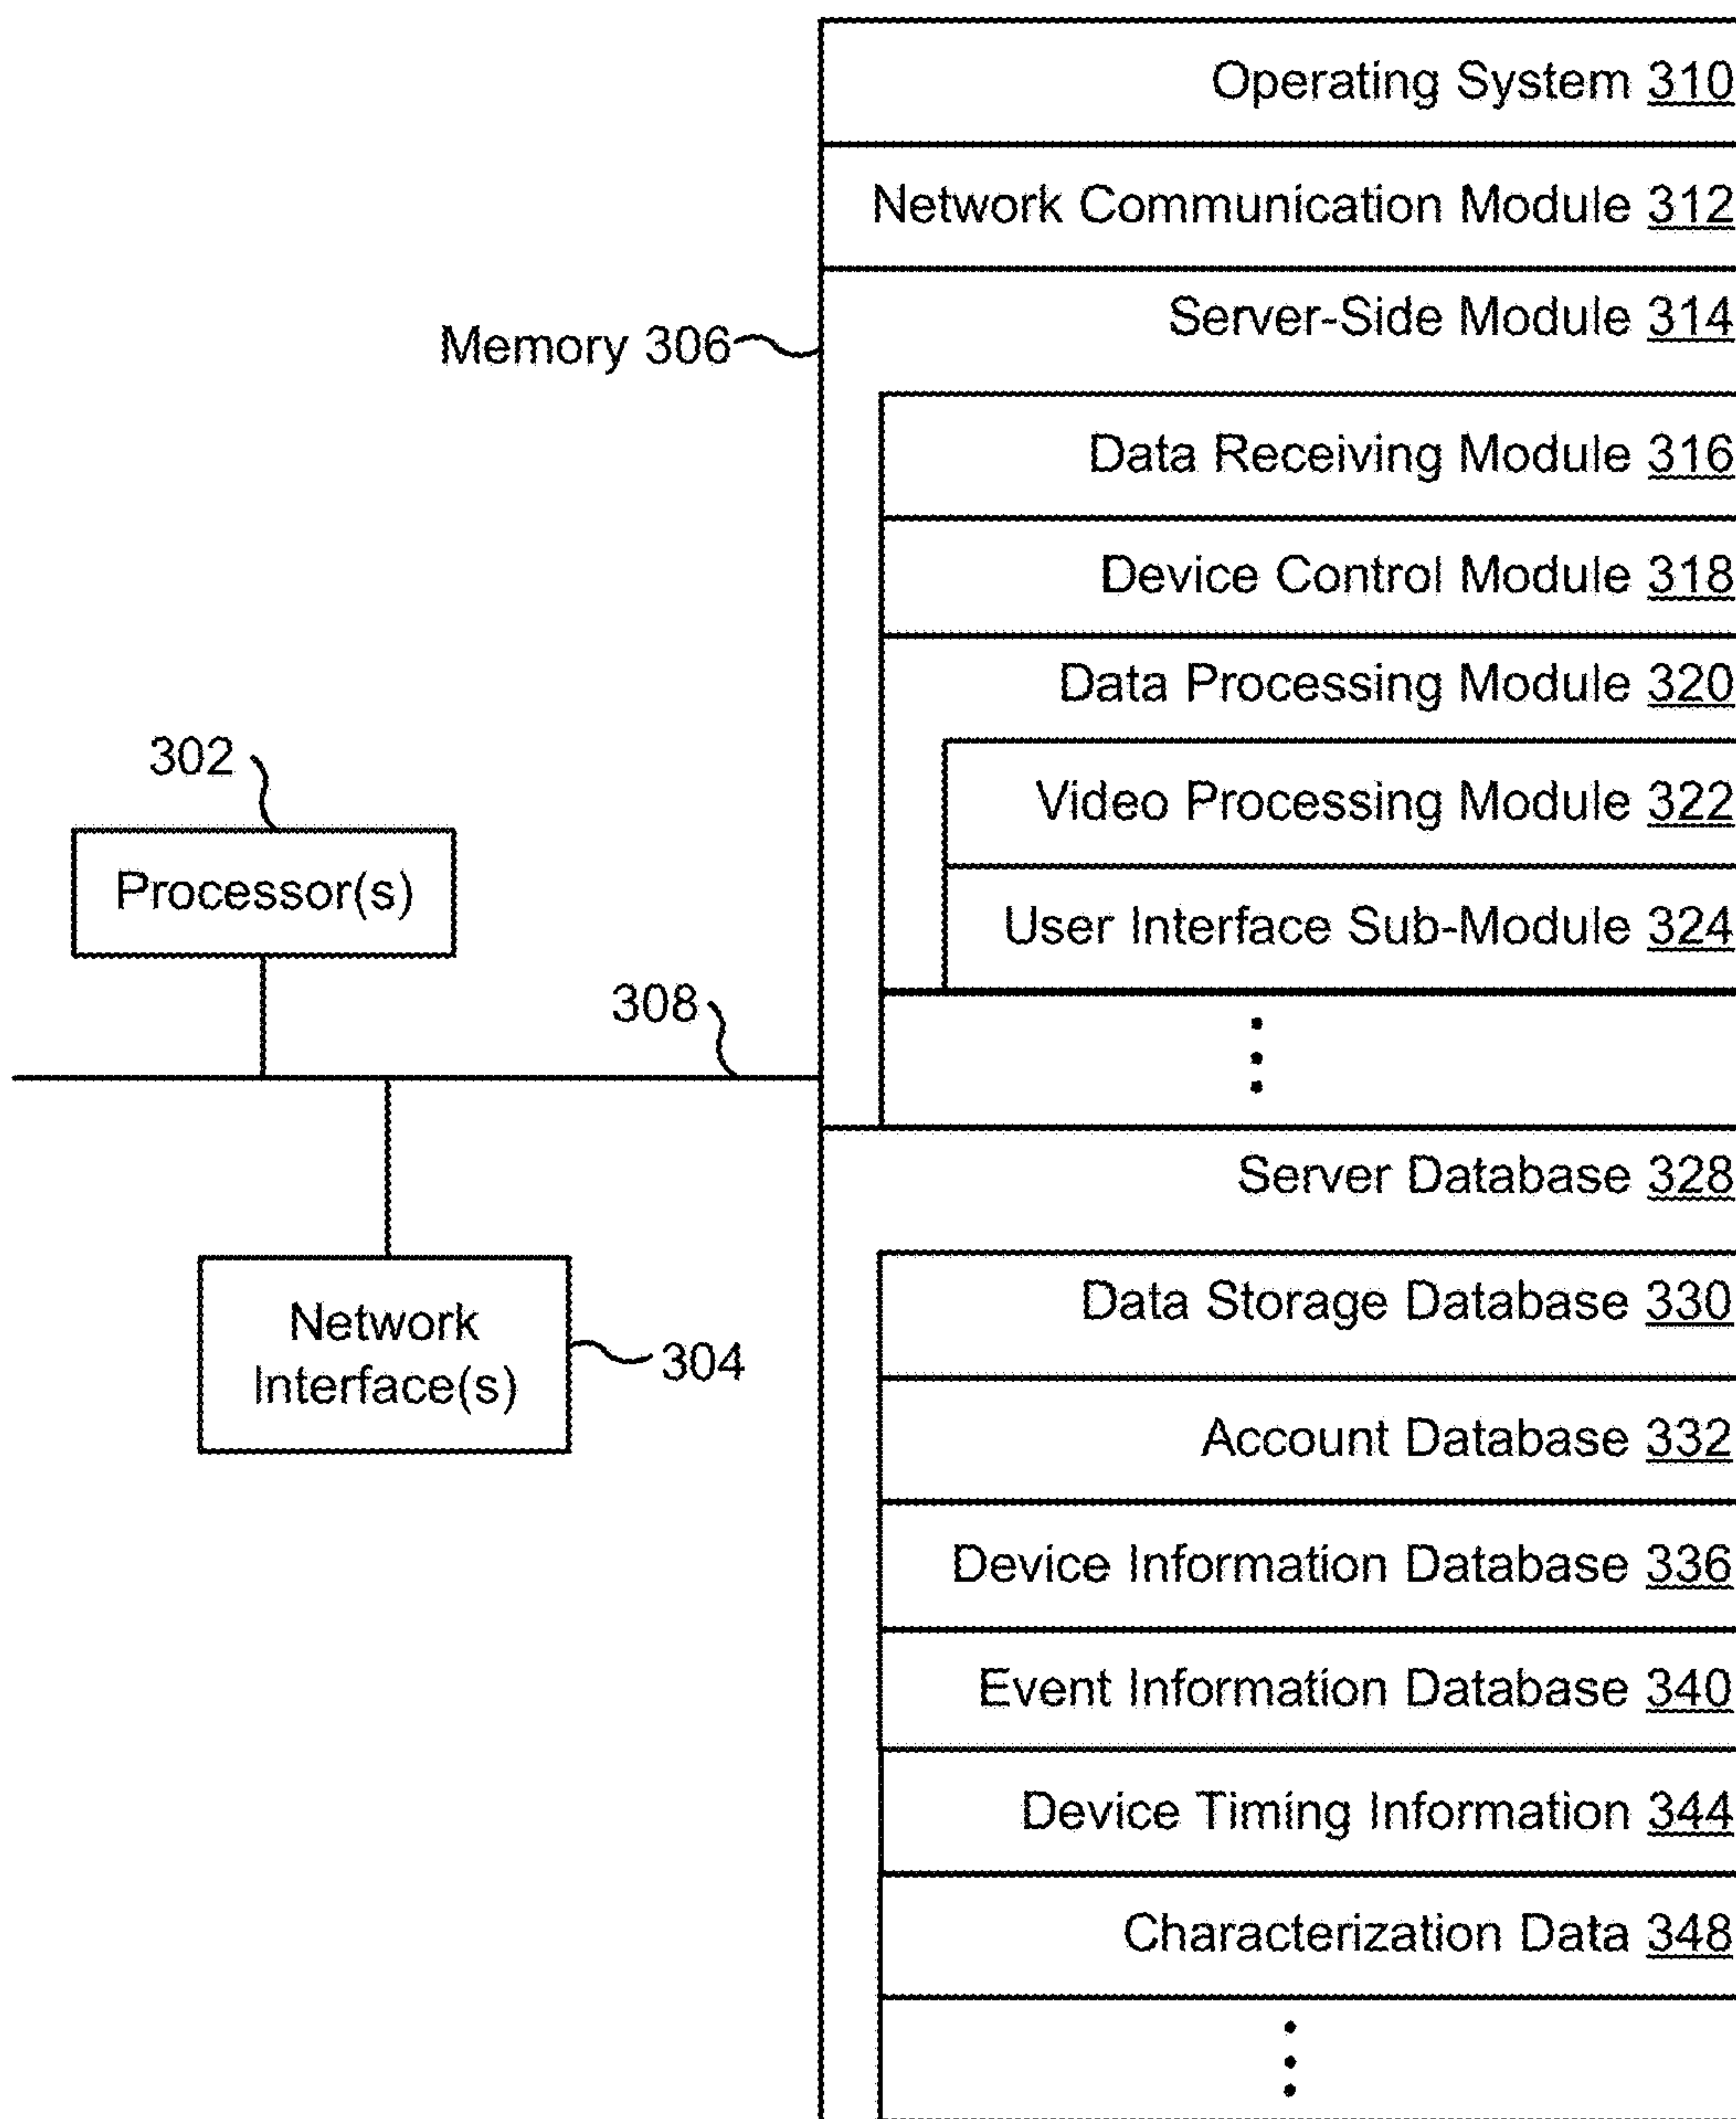 Operating System 310
Network Communication Module 312
Server-Side Module 314
Memory 306
Data Receiving Module 316
Device Control Module 318
Data Processing Module 320
302
Video Processing Module 322
Processor(s)
User Interface Sub-Module 324
308
Server Database 328
Data Storage Database 330
Network
Interface(s)
304
Account Database 332
Device Information Database 336
Event Information Database 340
Device Timing Information 344
Characterization Data 348